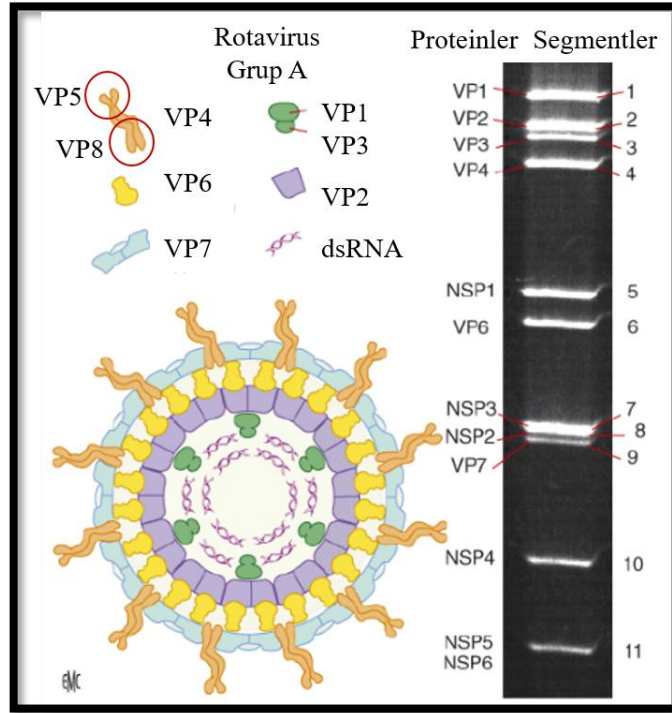 Rotavirus
Grup A
VP5
VP8
VP4
VP1
VP3
VP6
VP2
VP7
dsRNA
EMC
Proteinler Segmentler
VP1 1
VP2 2
VP3 3
VP4 4
NSP1 5
VP6 6
NSP3 7
NSP2 8
VP7 9
NSP4 10
NSP5 11
NSP6